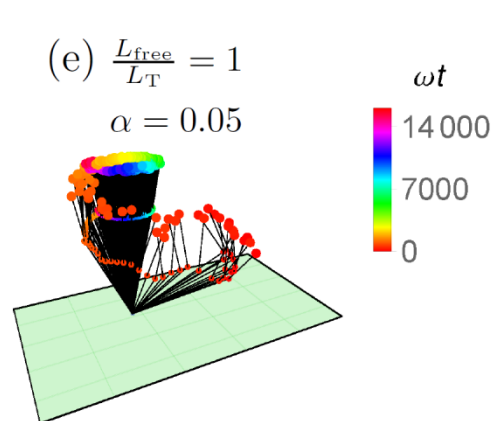 (e) L_free/L_T = 1
α = 0.05
ωt
14 000
7000
0